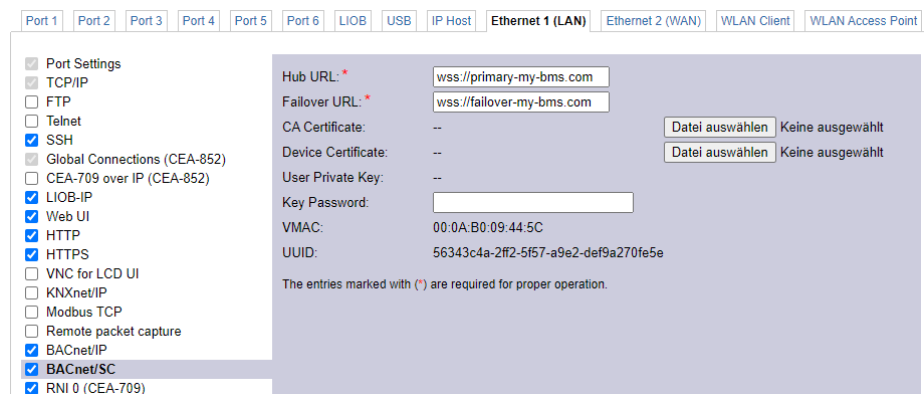 Port 1 Port 2 Port 3 Port 4 Port 5 Port 6 LIOB USB IP Host Ethernet 1 (LAN) Ethernet 2 (WAN) WLAN Client WLAN Access Point
Port Settings
TCP/IP
FTP
Telnet
SSH
Global Connections (CEA-852)
CEA-709 over IP (CEA-852)
LIOB-IP
Web UI
HTTP
HTTPS
VNC for LCD UI
KNXnet/IP
Modbus TCP
Remote packet capture
BACnet/IP
BACnet/SC
RNI 0 (CEA-709)
Hub URL:* wss://primary-my-bms.com
Failover URL:* wss://failover-my-bms.com
CA Certificate: -- Datei auswählen Keine ausgewählt
Device Certificate: -- Datei auswählen Keine ausgewählt
User Private Key: --
Key Password:
VMAC: 00:0A:B0:09:44:5C
UUID: 56343c4a-2ff2-5f57-a9e2-def9a270fe5e
The entries marked with (*) are required for proper operation.